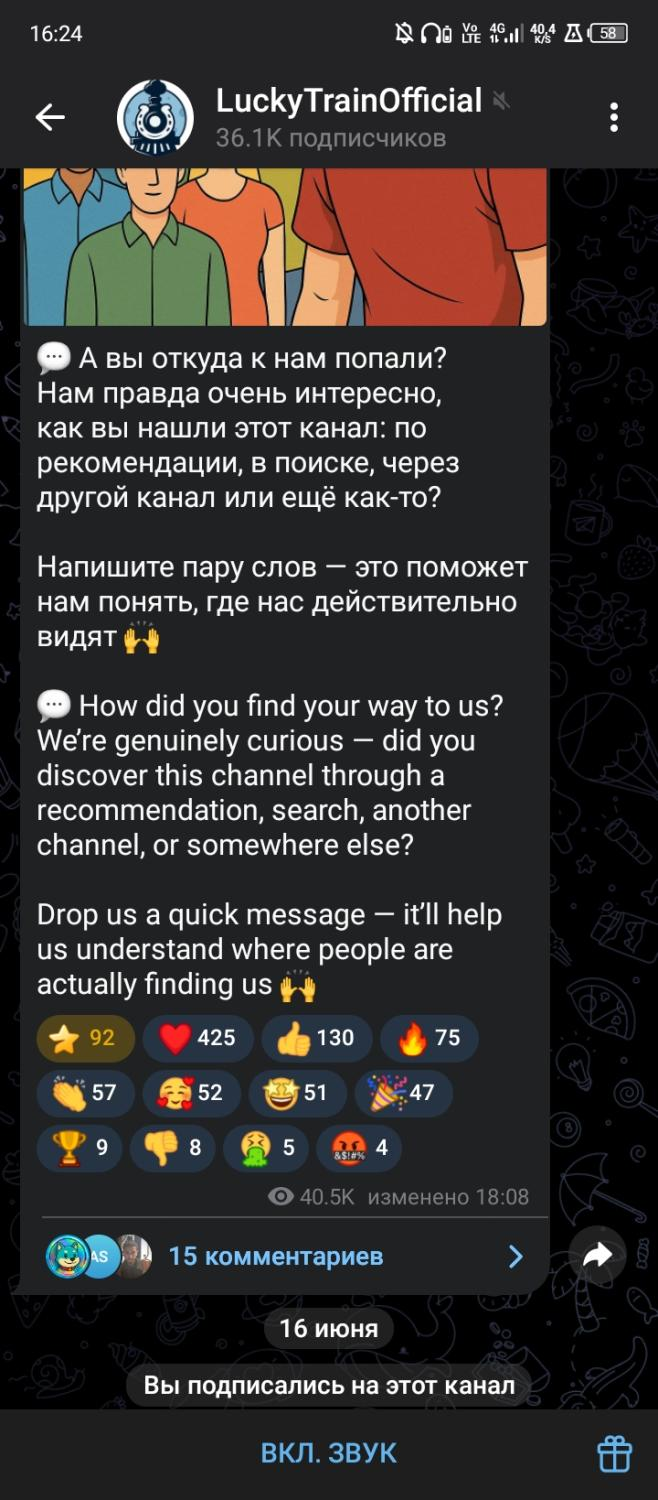 16:24
Vo LTE 4G 40,4 K/S 58
LuckyTrainOfficial
36.1K подписчиков
💬 А вы откуда к нам попали?
Нам правда очень интересно,
как вы нашли этот канал: по
рекомендации, в поиске, через
другой канал или ещё как-то?
Напишите пару слов — это поможет
нам понять, где нас действительно
видят 🙌
💬 How did you find your way to us?
We’re genuinely curious — did you
discover this channel through a
recommendation, search, another
channel, or somewhere else?
Drop us a quick message — it’ll help
us understand where people are
actually finding us 🙌
⭐ 92 ❤️ 425 👍 130 🔥 75
👏 57 🥰 52 🤩 51 🎉 47
🏆 9 👎 8 🤮 5 🤬 4
40.5K изменено 18:08
AS 15 комментариев
16 июня
Вы подписались на этот канал
ВКЛ. ЗВУК